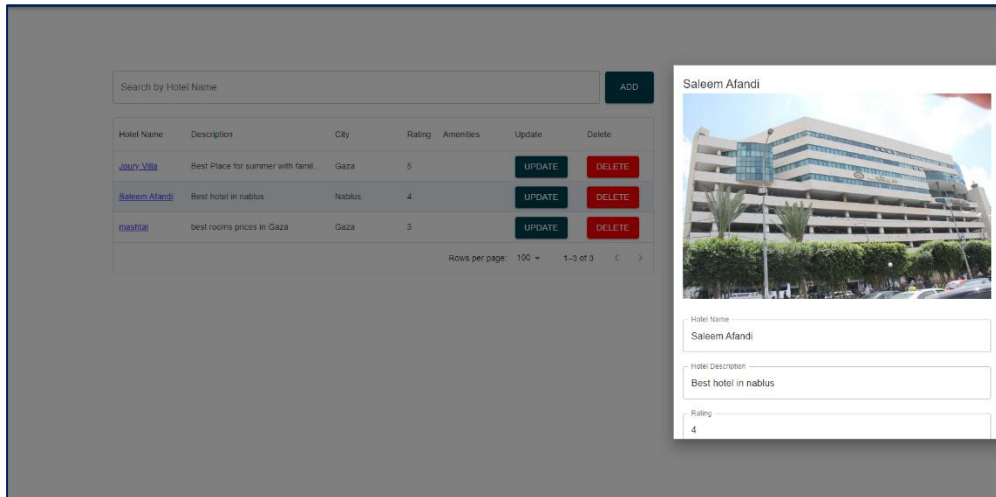 Search by Hotel Name
ADD
Hotel Name Description City Rating Amenities Update Delete
Joury Villa Best Place for summer with famil... Gaza 5 UPDATE DELETE
Saleem Afandi Best hotel in nablus Nablus 4 UPDATE DELETE
mashtal best rooms prices in Gaza Gaza 3 UPDATE DELETE
Rows per page: 100 1–3 of 3
Saleem Afandi
Hotel Name
Saleem Afandi
Hotel Description
Best hotel in nablus
Rating
4